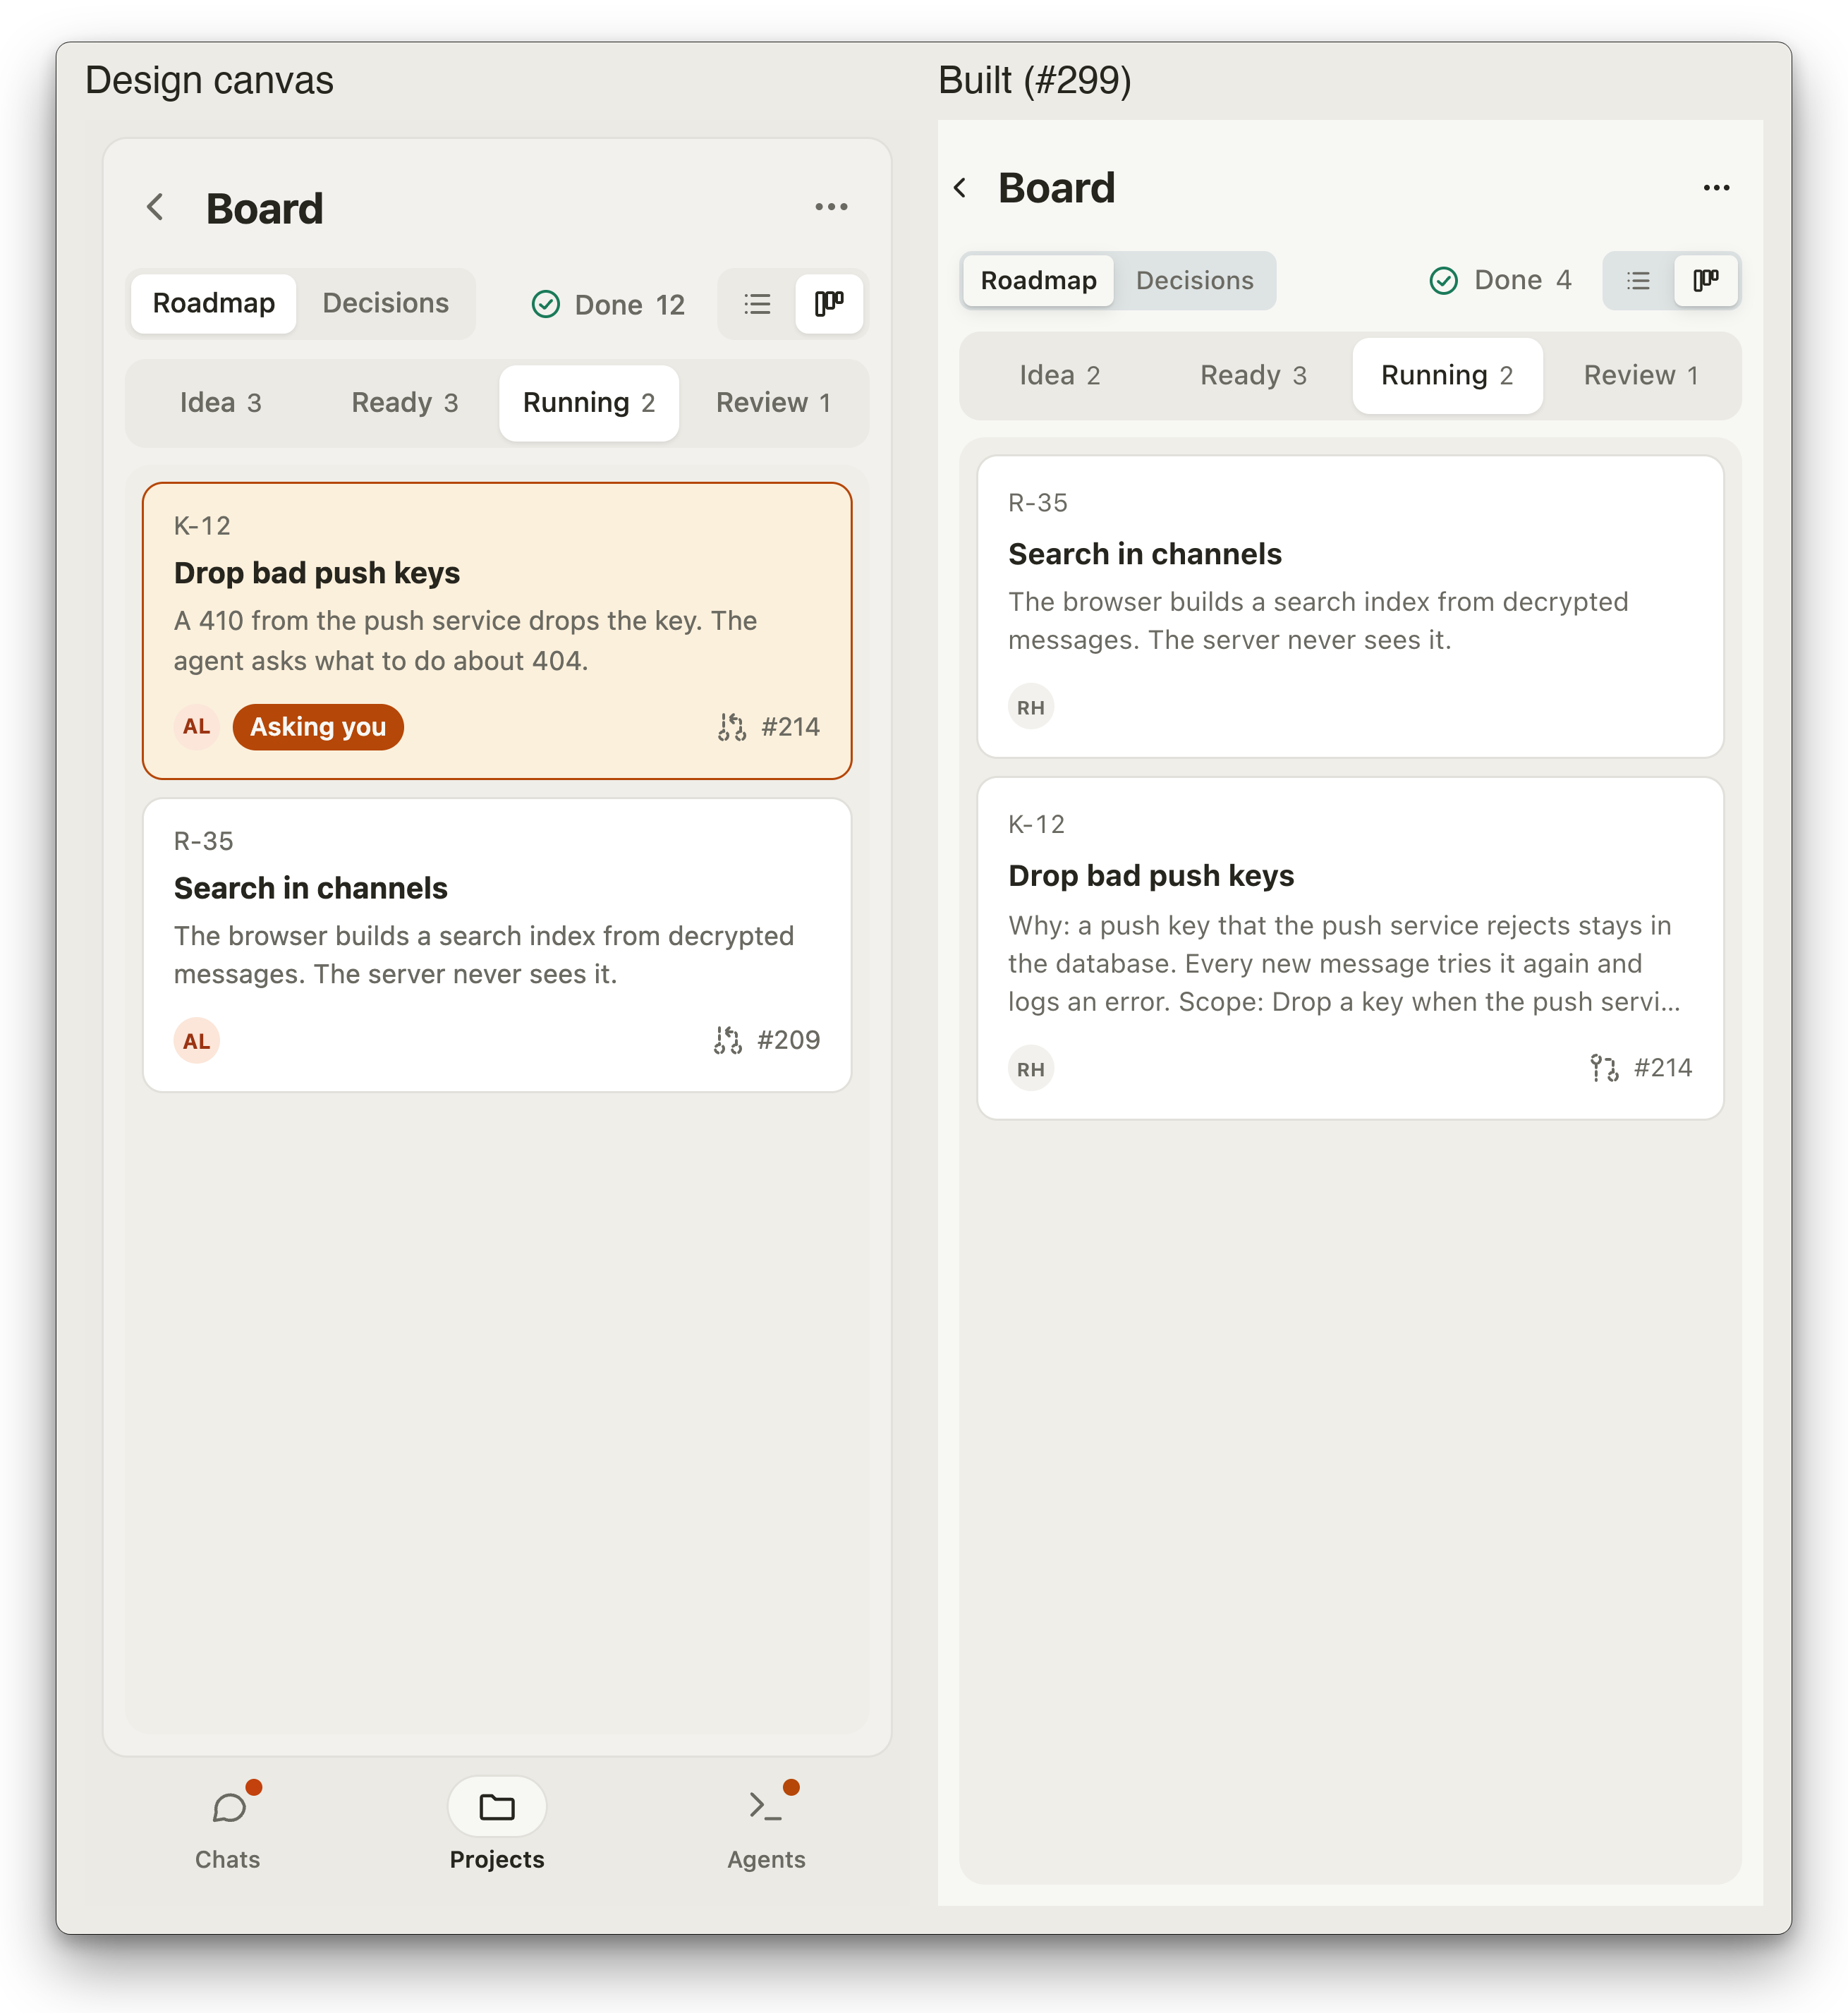 Design canvas
Board
Roadmap Decisions Done 12
Idea 3 Ready 3 Running 2 Review 1
K-12
Drop bad push keys
A 410 from the push service drops the key. The
agent asks what to do about 404.
AL Asking you #214
R-35
Search in channels
The browser builds a search index from decrypted
messages. The server never sees it.
AL #209
Chats Projects Agents
Built (#299)
Board
Roadmap Decisions Done 4
Idea 2 Ready 3 Running 2 Review 1
R-35
Search in channels
The browser builds a search index from decrypted
messages. The server never sees it.
RH
K-12
Drop bad push keys
Why: a push key that the push service rejects stays in
the database. Every new message tries it again and
logs an error. Scope: Drop a key when the push servi...
RH #214